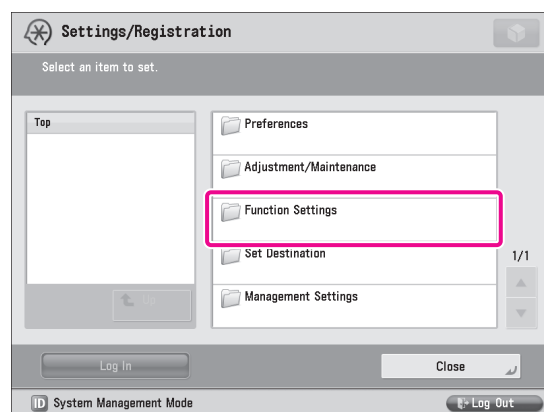 Settings/Registration
Select an item to set.
Top
Preferences
Adjustment/Maintenance
Function Settings
Set Destination
Management Settings
1/1
Up
Log In
Close
ID System Management Mode
Log Out